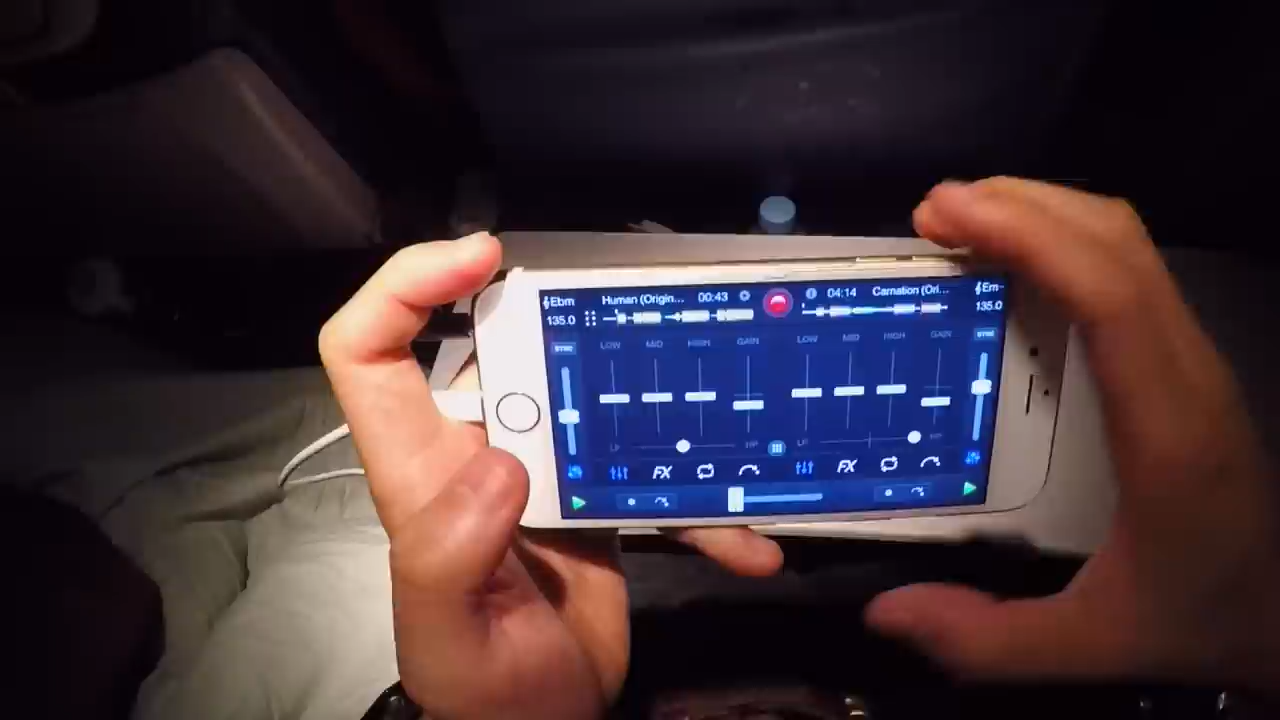 Ebm Human (Origin... 00:43 04:14 Carnation (Ori... Em
135.0 135.0
SYNC LOW MID HIGH GAIN LOW MID HIGH GAIN SYNC
LP HP LP HP
FX FX